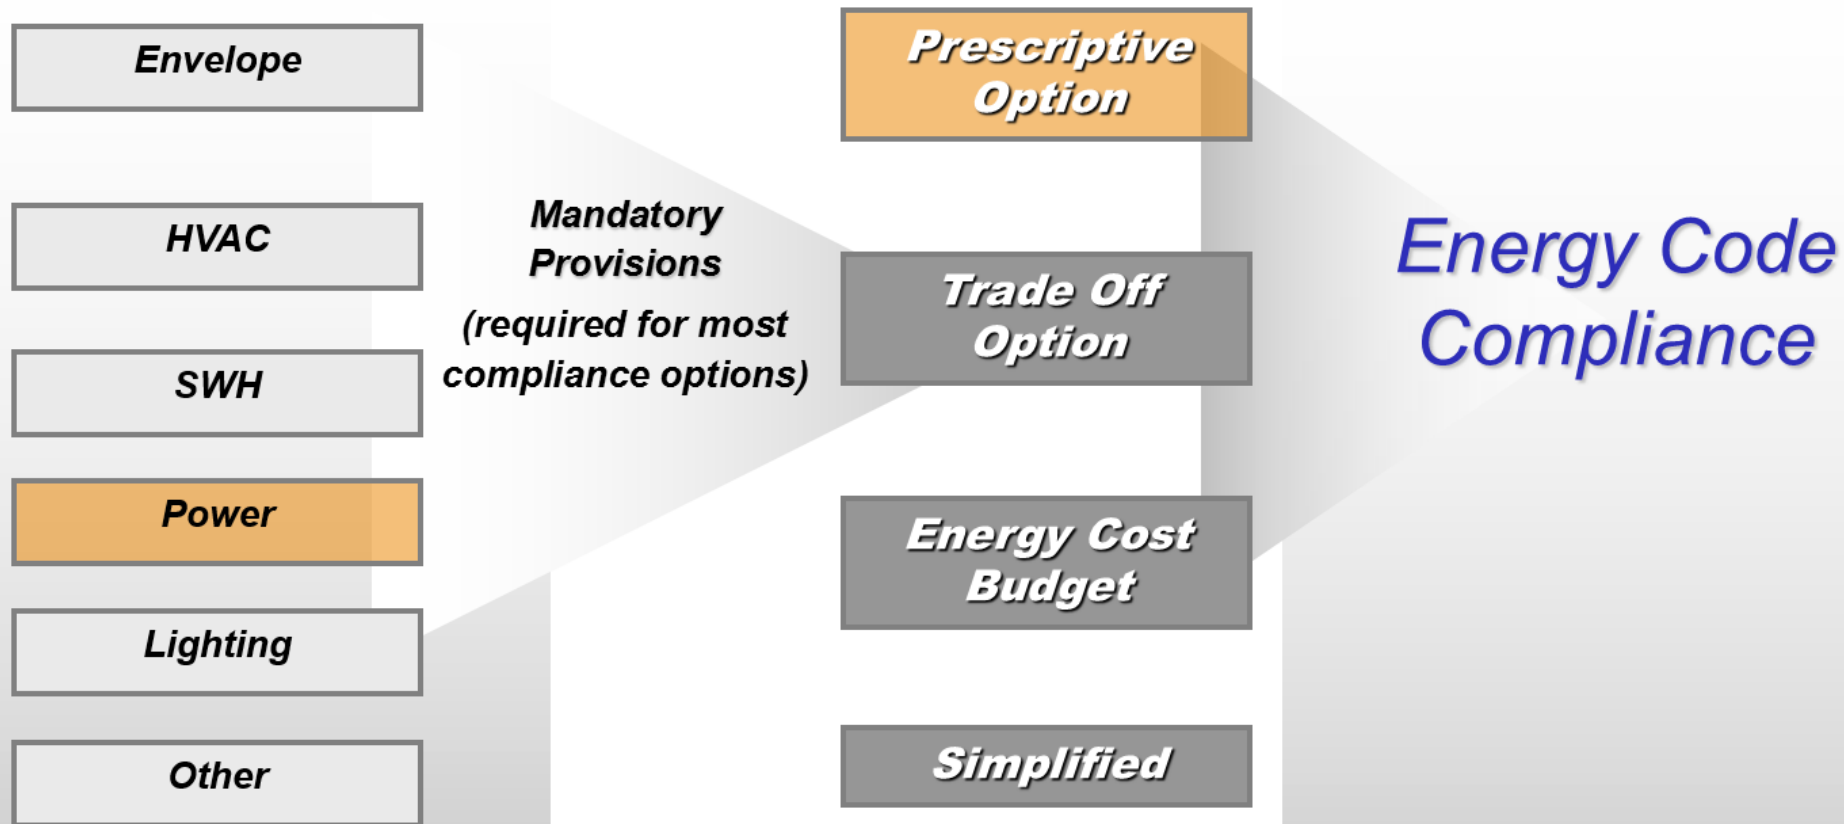 Envelope
HVAC
SWH
Power
Lighting
Other
Mandatory
Provisions
(required for most
compliance options)
Prescriptive
Option
Trade Off
Option
Energy Cost
Budget
Simplified
Energy Code
Compliance